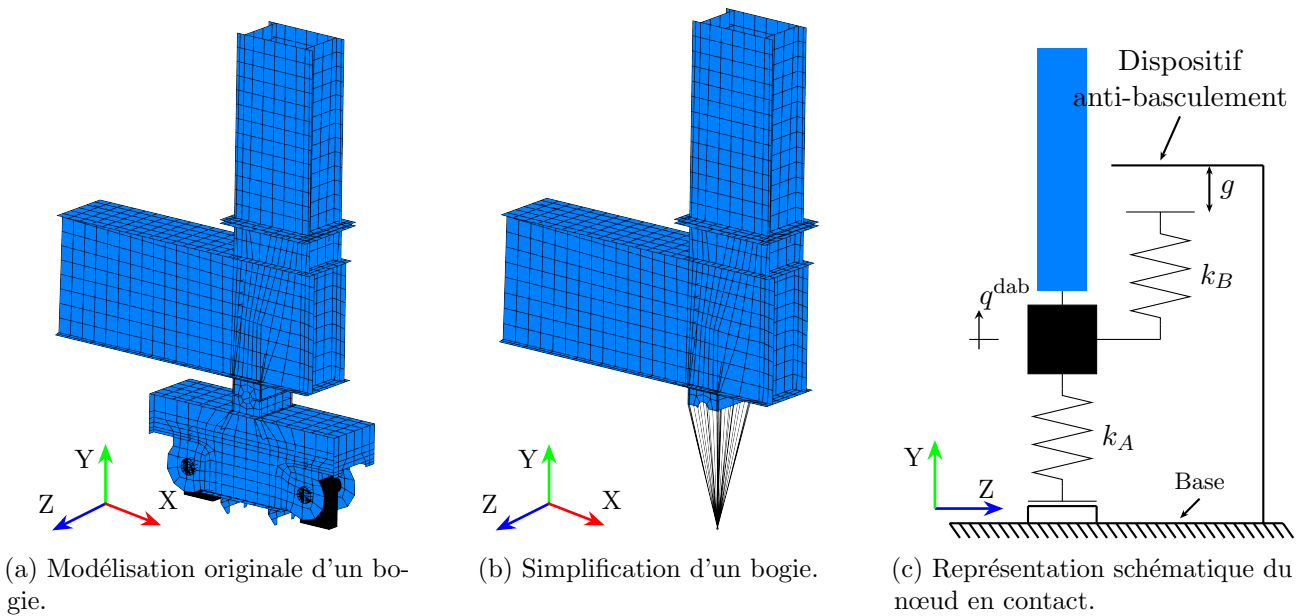 Y
Z
X
(a) Modélisation originale d'un bo-
gie.
Y
Z
X
(b) Simplification d'un bogie.
Dispositif
anti-basculement
g
k_B
q^dab
k_A
Y
Z
Base
(c) Représentation schématique du
nœud en contact.